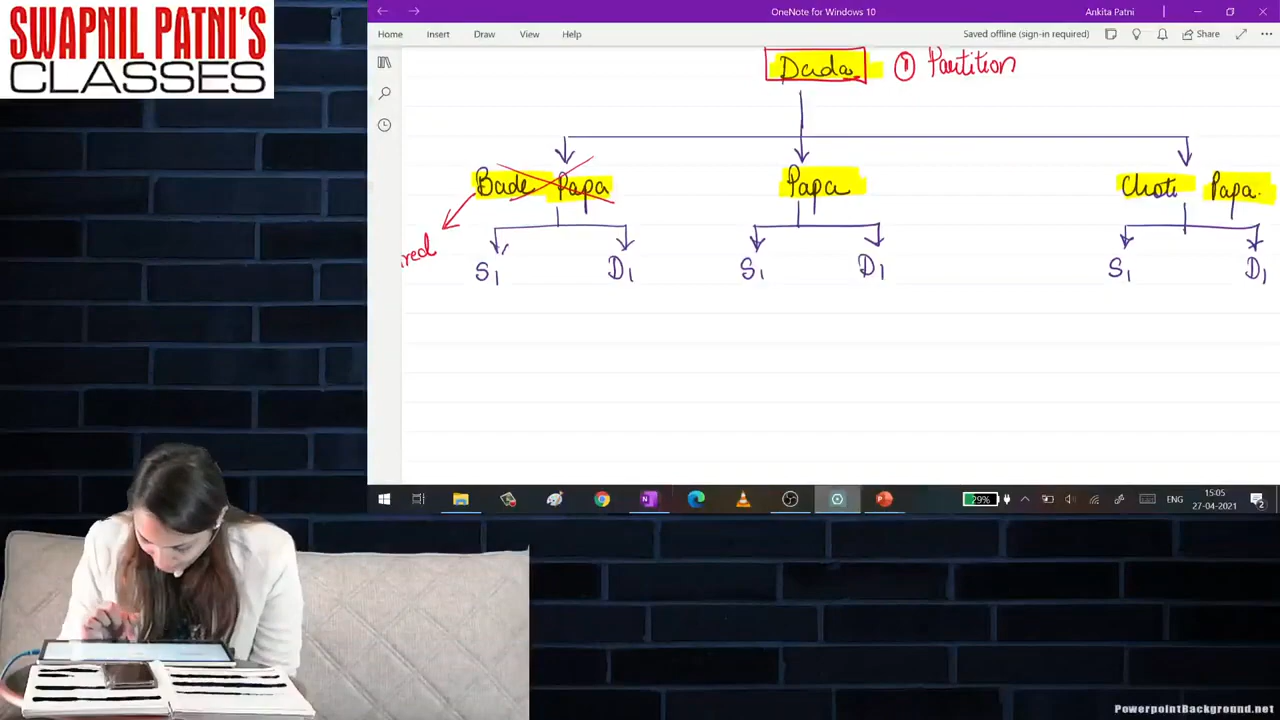 SWAPNIL PATNI'S
CLASSES
OneNote for Windows 10
Ankita Patni
Home Insert Draw View Help
Saved offline (sign-in required)
Share
Dada ① Partition
Bade Papa
Papa
Choti Papa.
S1 D1
S1 D1
S1 D1
29%
ENG
15:05
27-04-2021
2
PowerpointBackground.net